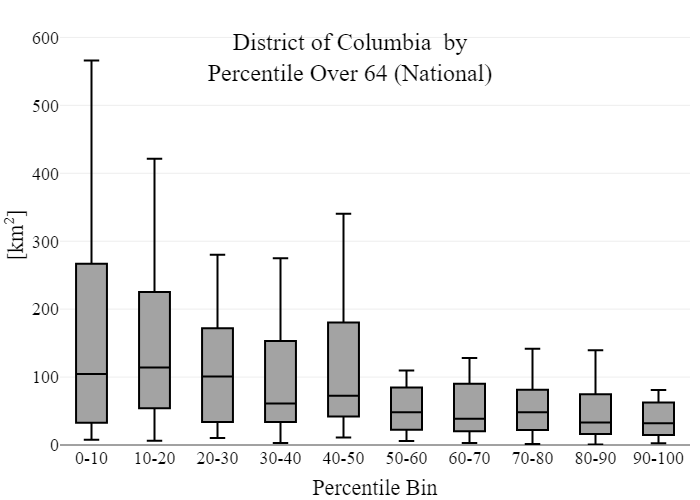 District of Columbia by
Percentile Over 64 (National)
[km²]
600
500
400
300
200
100
0
0-10 10-20 20-30 30-40 40-50 50-60 60-70 70-80 80-90 90-100
Percentile Bin